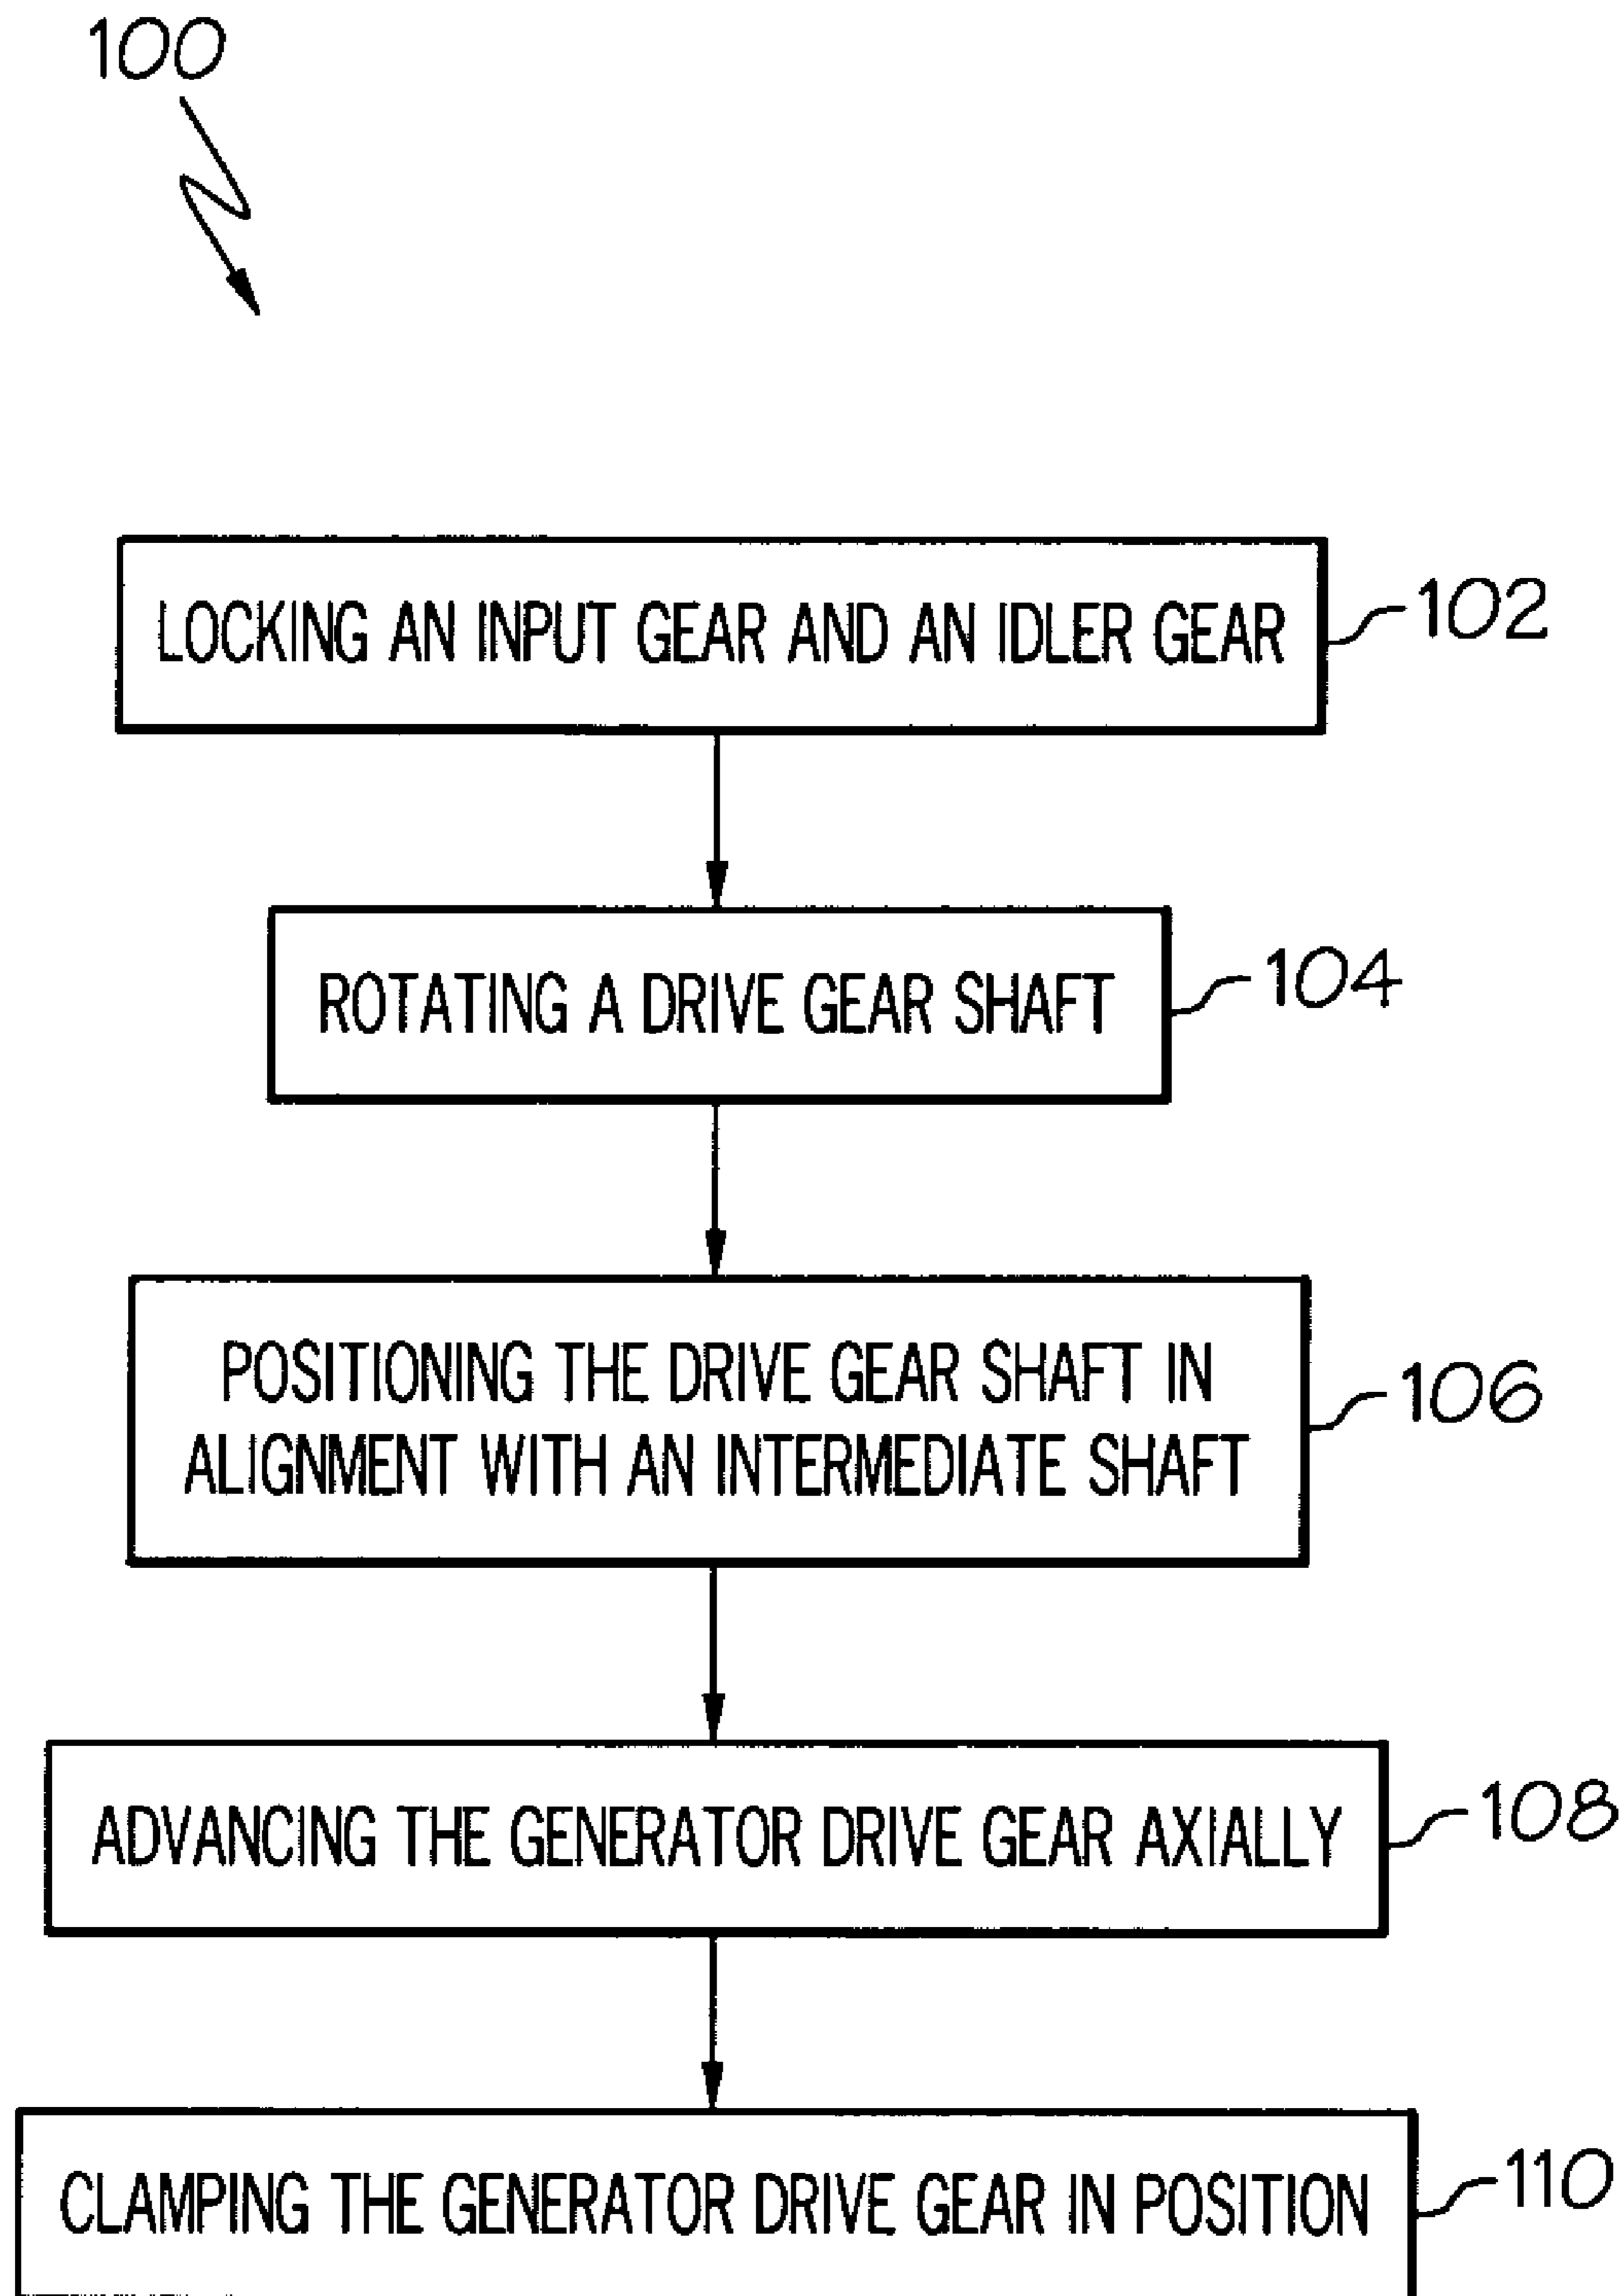 100
LOCKING AN INPUT GEAR AND AN IDLER GEAR
102
ROTATING A DRIVE GEAR SHAFT
104
POSITIONING THE DRIVE GEAR SHAFT IN
ALIGNMENT WITH AN INTERMEDIATE SHAFT
106
ADVANCING THE GENERATOR DRIVE GEAR AXIALLY
108
CLAMPING THE GENERATOR DRIVE GEAR IN POSITION
110